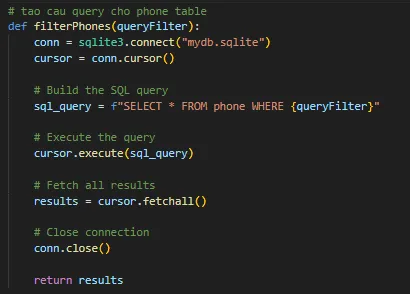 # tao cau query cho phone table
def filterPhones(queryFilter):
    conn = sqlite3.connect("mydb.sqlite")
    cursor = conn.cursor()

    # Build the SQL query
    sql_query = f"SELECT * FROM phone WHERE {queryFilter}"

    # Execute the query
    cursor.execute(sql_query)

    # Fetch all results
    results = cursor.fetchall()

    # Close connection
    conn.close()

    return results